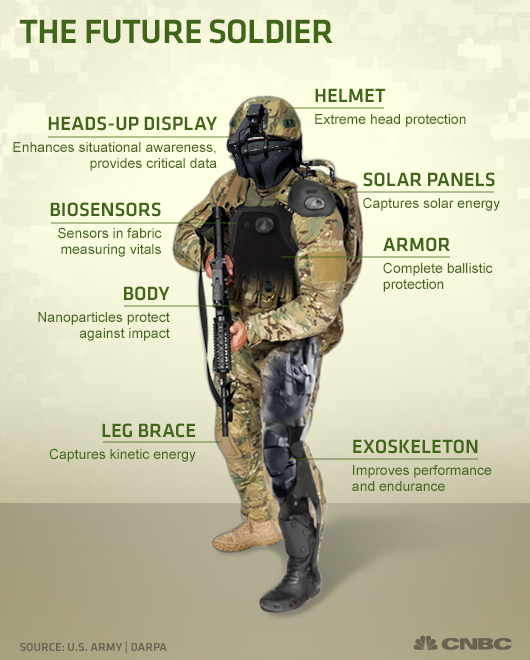 THE FUTURE SOLDIER
HELMET
Extreme head protection
HEADS-UP DISPLAY
Enhances situational awareness,
provides critical data
SOLAR PANELS
Captures solar energy
BIOSENSORS
Sensors in fabric
measuring vitals
ARMOR
Complete ballistic
protection
BODY
Nanoparticles protect
against impact
LEG BRACE
Captures kinetic energy
EXOSKELETON
Improves performance
and endurance
SOURCE: U.S. ARMY | DARPA
CNBC